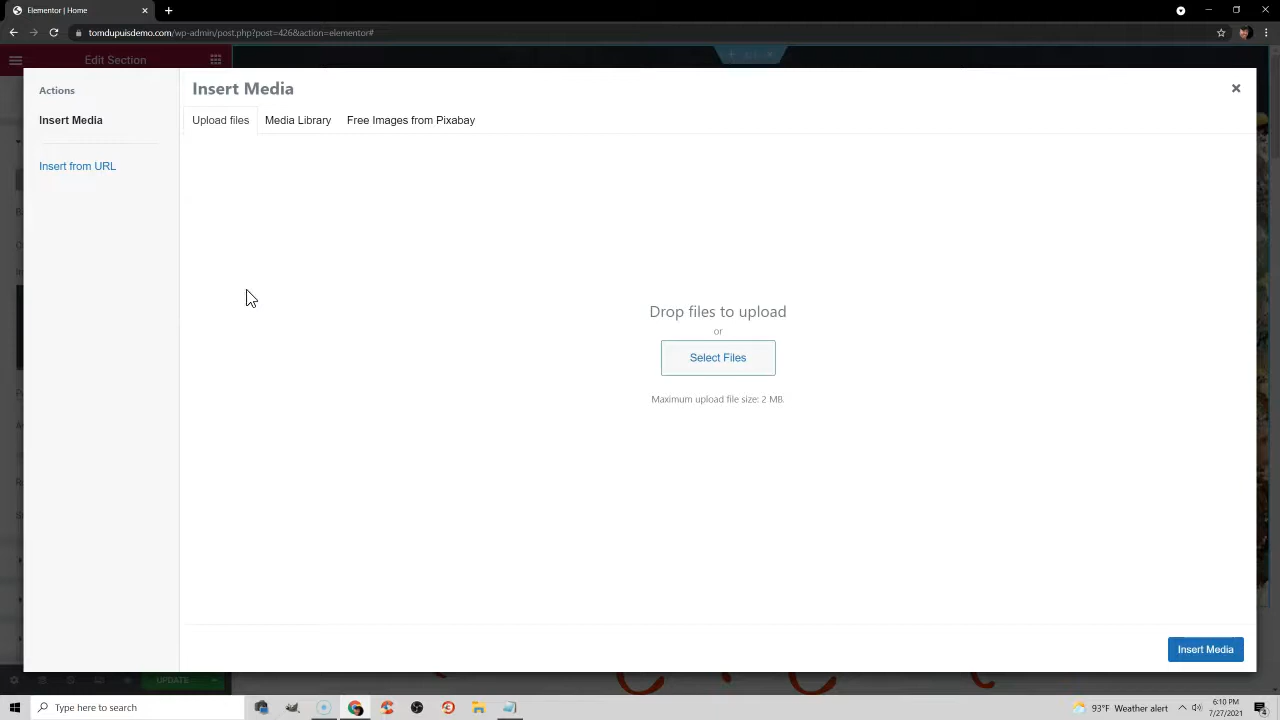 Elementor | Home
tomdupuisdemo.com/wp-admin/post.php?post=426&action=elementor#
Edit Section
Actions
Insert Media
Insert from URL
Insert Media
Upload files
Media Library
Free Images from Pixabay
Drop files to upload
or
Select Files
Maximum upload file size: 2 MB.
Insert Media
UPDATE
Type here to search
93°F Weather alert
6:10 PM
7/27/2021